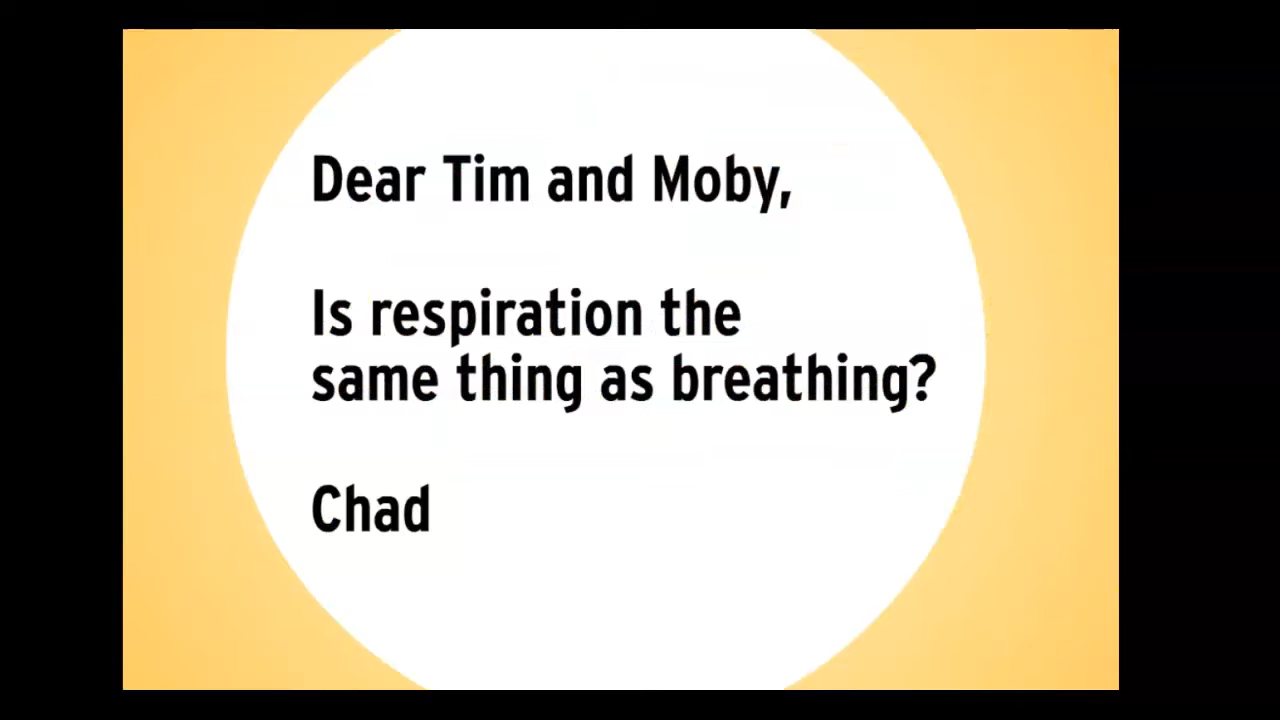 Dear Tim and Moby,
Is respiration the
same thing as breathing?
Chad